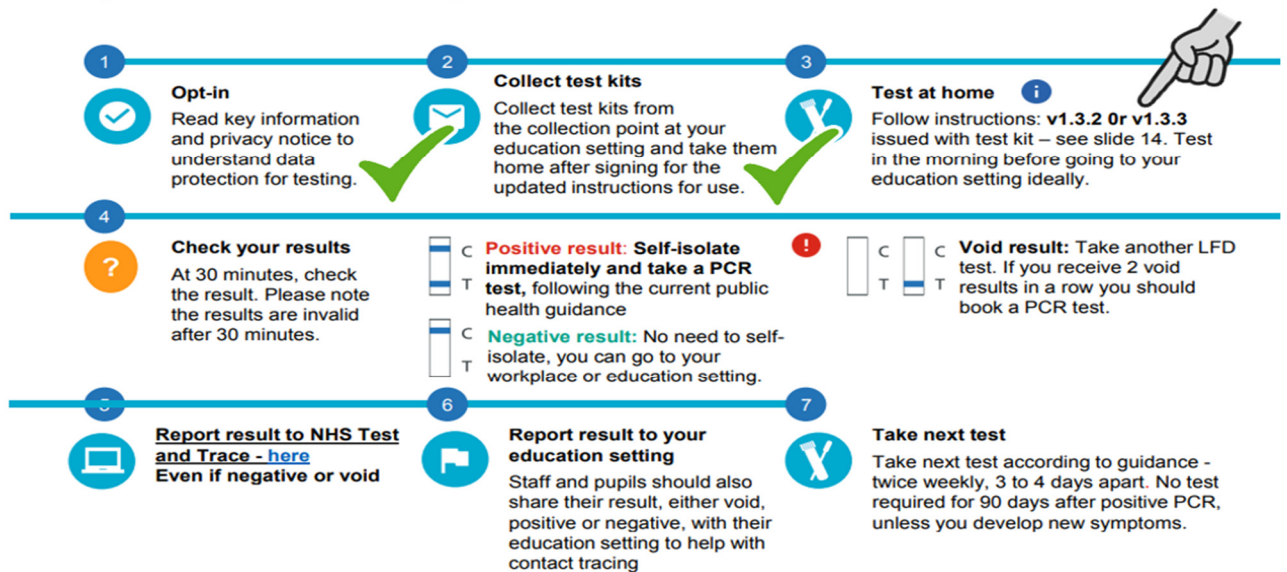 1
Opt-in
Read key information
and privacy notice to
understand data
protection for testing.
2
Collect test kits
Collect test kits from
the collection point at your
education setting and take them
home after signing for the
updated instructions for use.
3
Test at home i
Follow instructions: v1.3.2 0r v1.3.3
issued with test kit – see slide 14. Test
in the morning before going to your
education setting ideally.
4
?
Check your results
At 30 minutes, check
the result. Please note
the results are invalid
after 30 minutes.
C
T
Positive result: Self-isolate
immediately and take a PCR
test, following the current public
health guidance
C
T
Negative result: No need to self-
isolate, you can go to your
workplace or education setting.
!
C
T
C
T
Void result: Take another LFD
test. If you receive 2 void
results in a row you should
book a PCR test.
5
Report result to NHS Test
and Trace - here
Even if negative or void
6
Report result to your
education setting
Staff and pupils should also
share their result, either void,
positive or negative, with their
education setting to help with
contact tracing
7
Take next test
Take next test according to guidance -
twice weekly, 3 to 4 days apart. No test
required for 90 days after positive PCR,
unless you develop new symptoms.